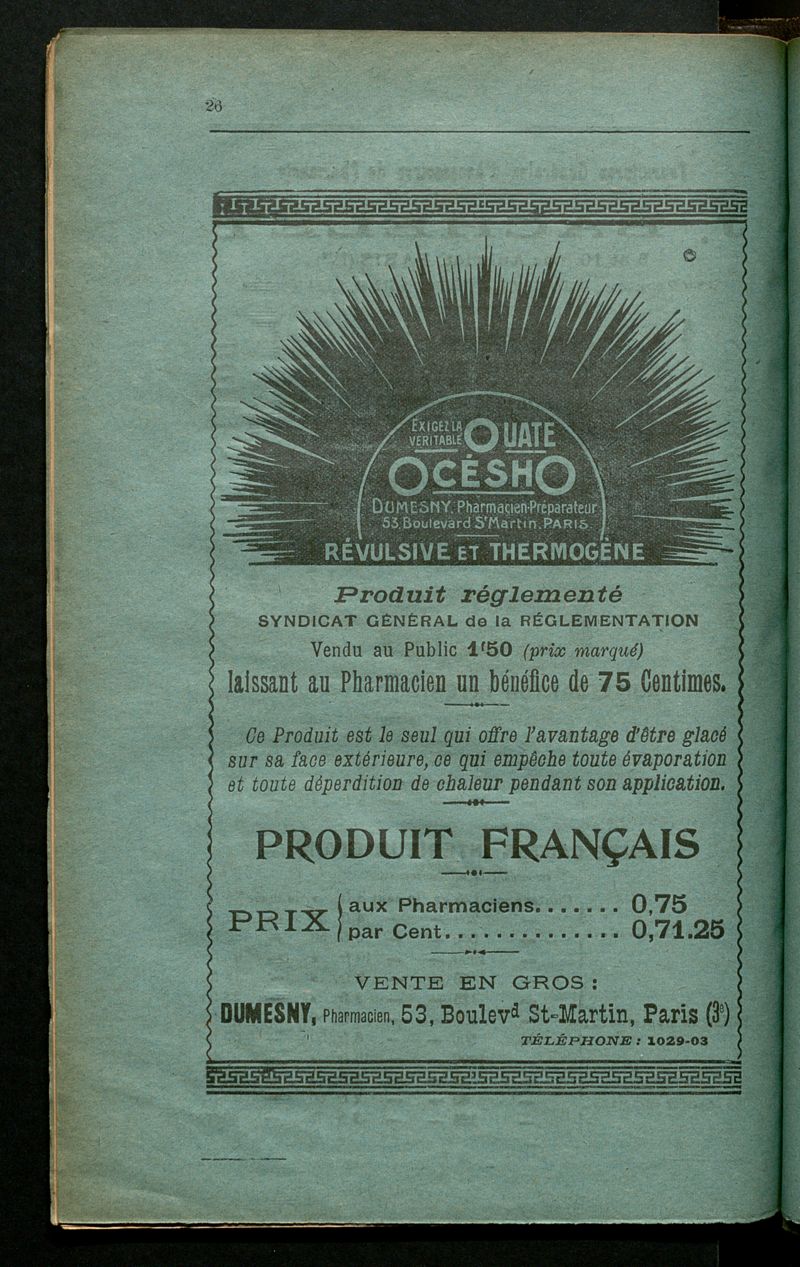 26
EXIGEZ LA
VERITABLE OUATE
OCÉSHO
DUMESNY, Pharmacien-Préparateur
53, Boulevard St Martin, PARIS
RÉVULSIVE ET THERMOGÈNE
Produit réglementé
SYNDICAT GÉNÉRAL de la RÉGLEMENTATION
Vendu au Public 1f50 (prix marqué)
laissant au Pharmacien un bénéfice de 75 Centimes.
Ce Produit est le seul qui offre l'avantage d'être glacé
sur sa face extérieure, ce qui empêche toute évaporation
et toute déperdition de chaleur pendant son application.
PRODUIT FRANÇAIS
PRIX { aux Pharmaciens....... 0,75
par Cent.............. 0,71.25
VENTE EN GROS :
DUMESNY, Pharmacien, 53, Boulevd St-Martin, Paris (3e)
TÉLÉPHONE : 1029-03